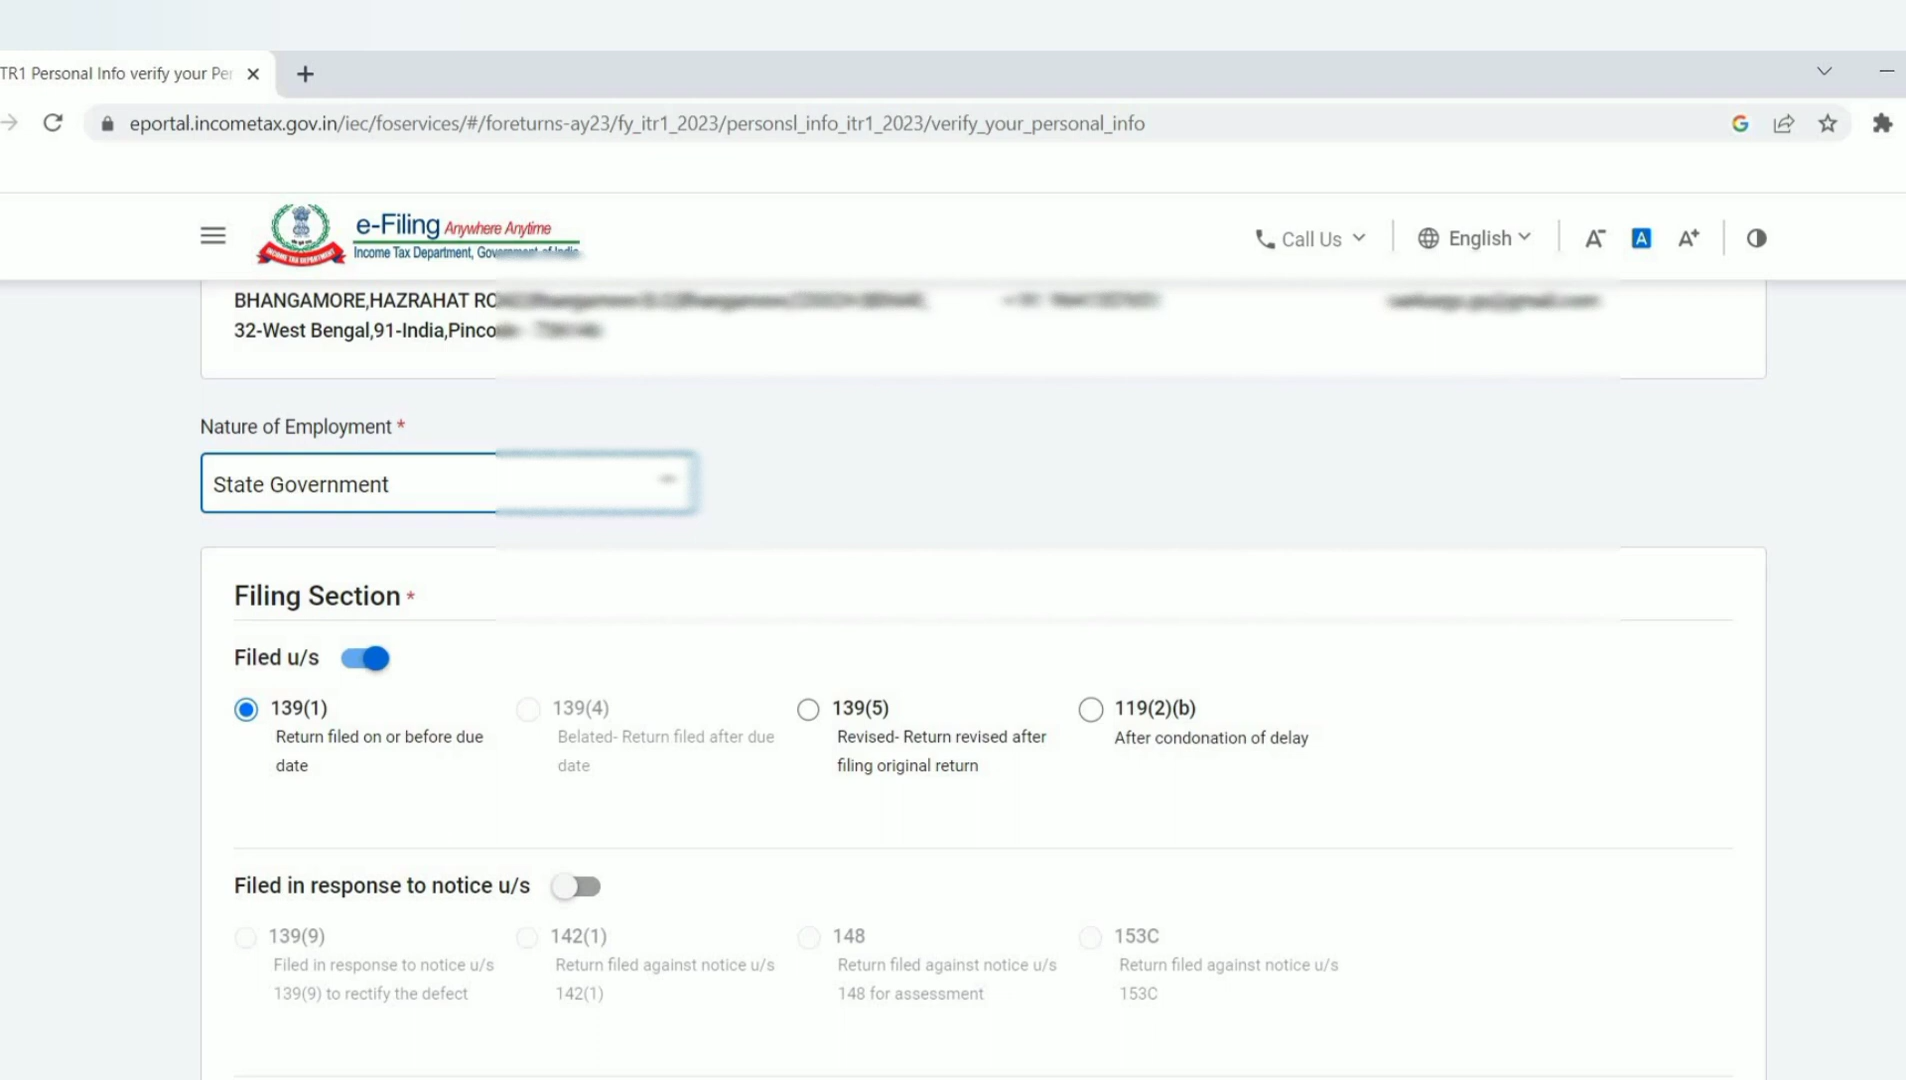 TR1 Personal Info verify your Per
eportal.incometax.gov.in/iec/foservices/#/foreturns-ay23/fy_itr1_2023/personsl_info_itr1_2023/verify_your_personal_info
e-Filing Anywhere Anytime
Income Tax Department, Government of India
INCOME TAX DEPARTMENT
Call Us
English
A-
A
A+
BHANGAMORE,HAZRAHAT
32-West Bengal,91-India,Pincode
Nature of Employment *
State Government
Filing Section *
Filed u/s
139(1)
Return filed on or before due
date
139(4)
Belated- Return filed after due
date
139(5)
Revised- Return revised after
filing original return
119(2)(b)
After condonation of delay
Filed in response to notice u/s
139(9)
Filed in response to notice u/s
139(9) to rectify the defect
142(1)
Return filed against notice u/s
142(1)
148
Return filed against notice u/s
148 for assessment
153C
Return filed against notice u/s
153C